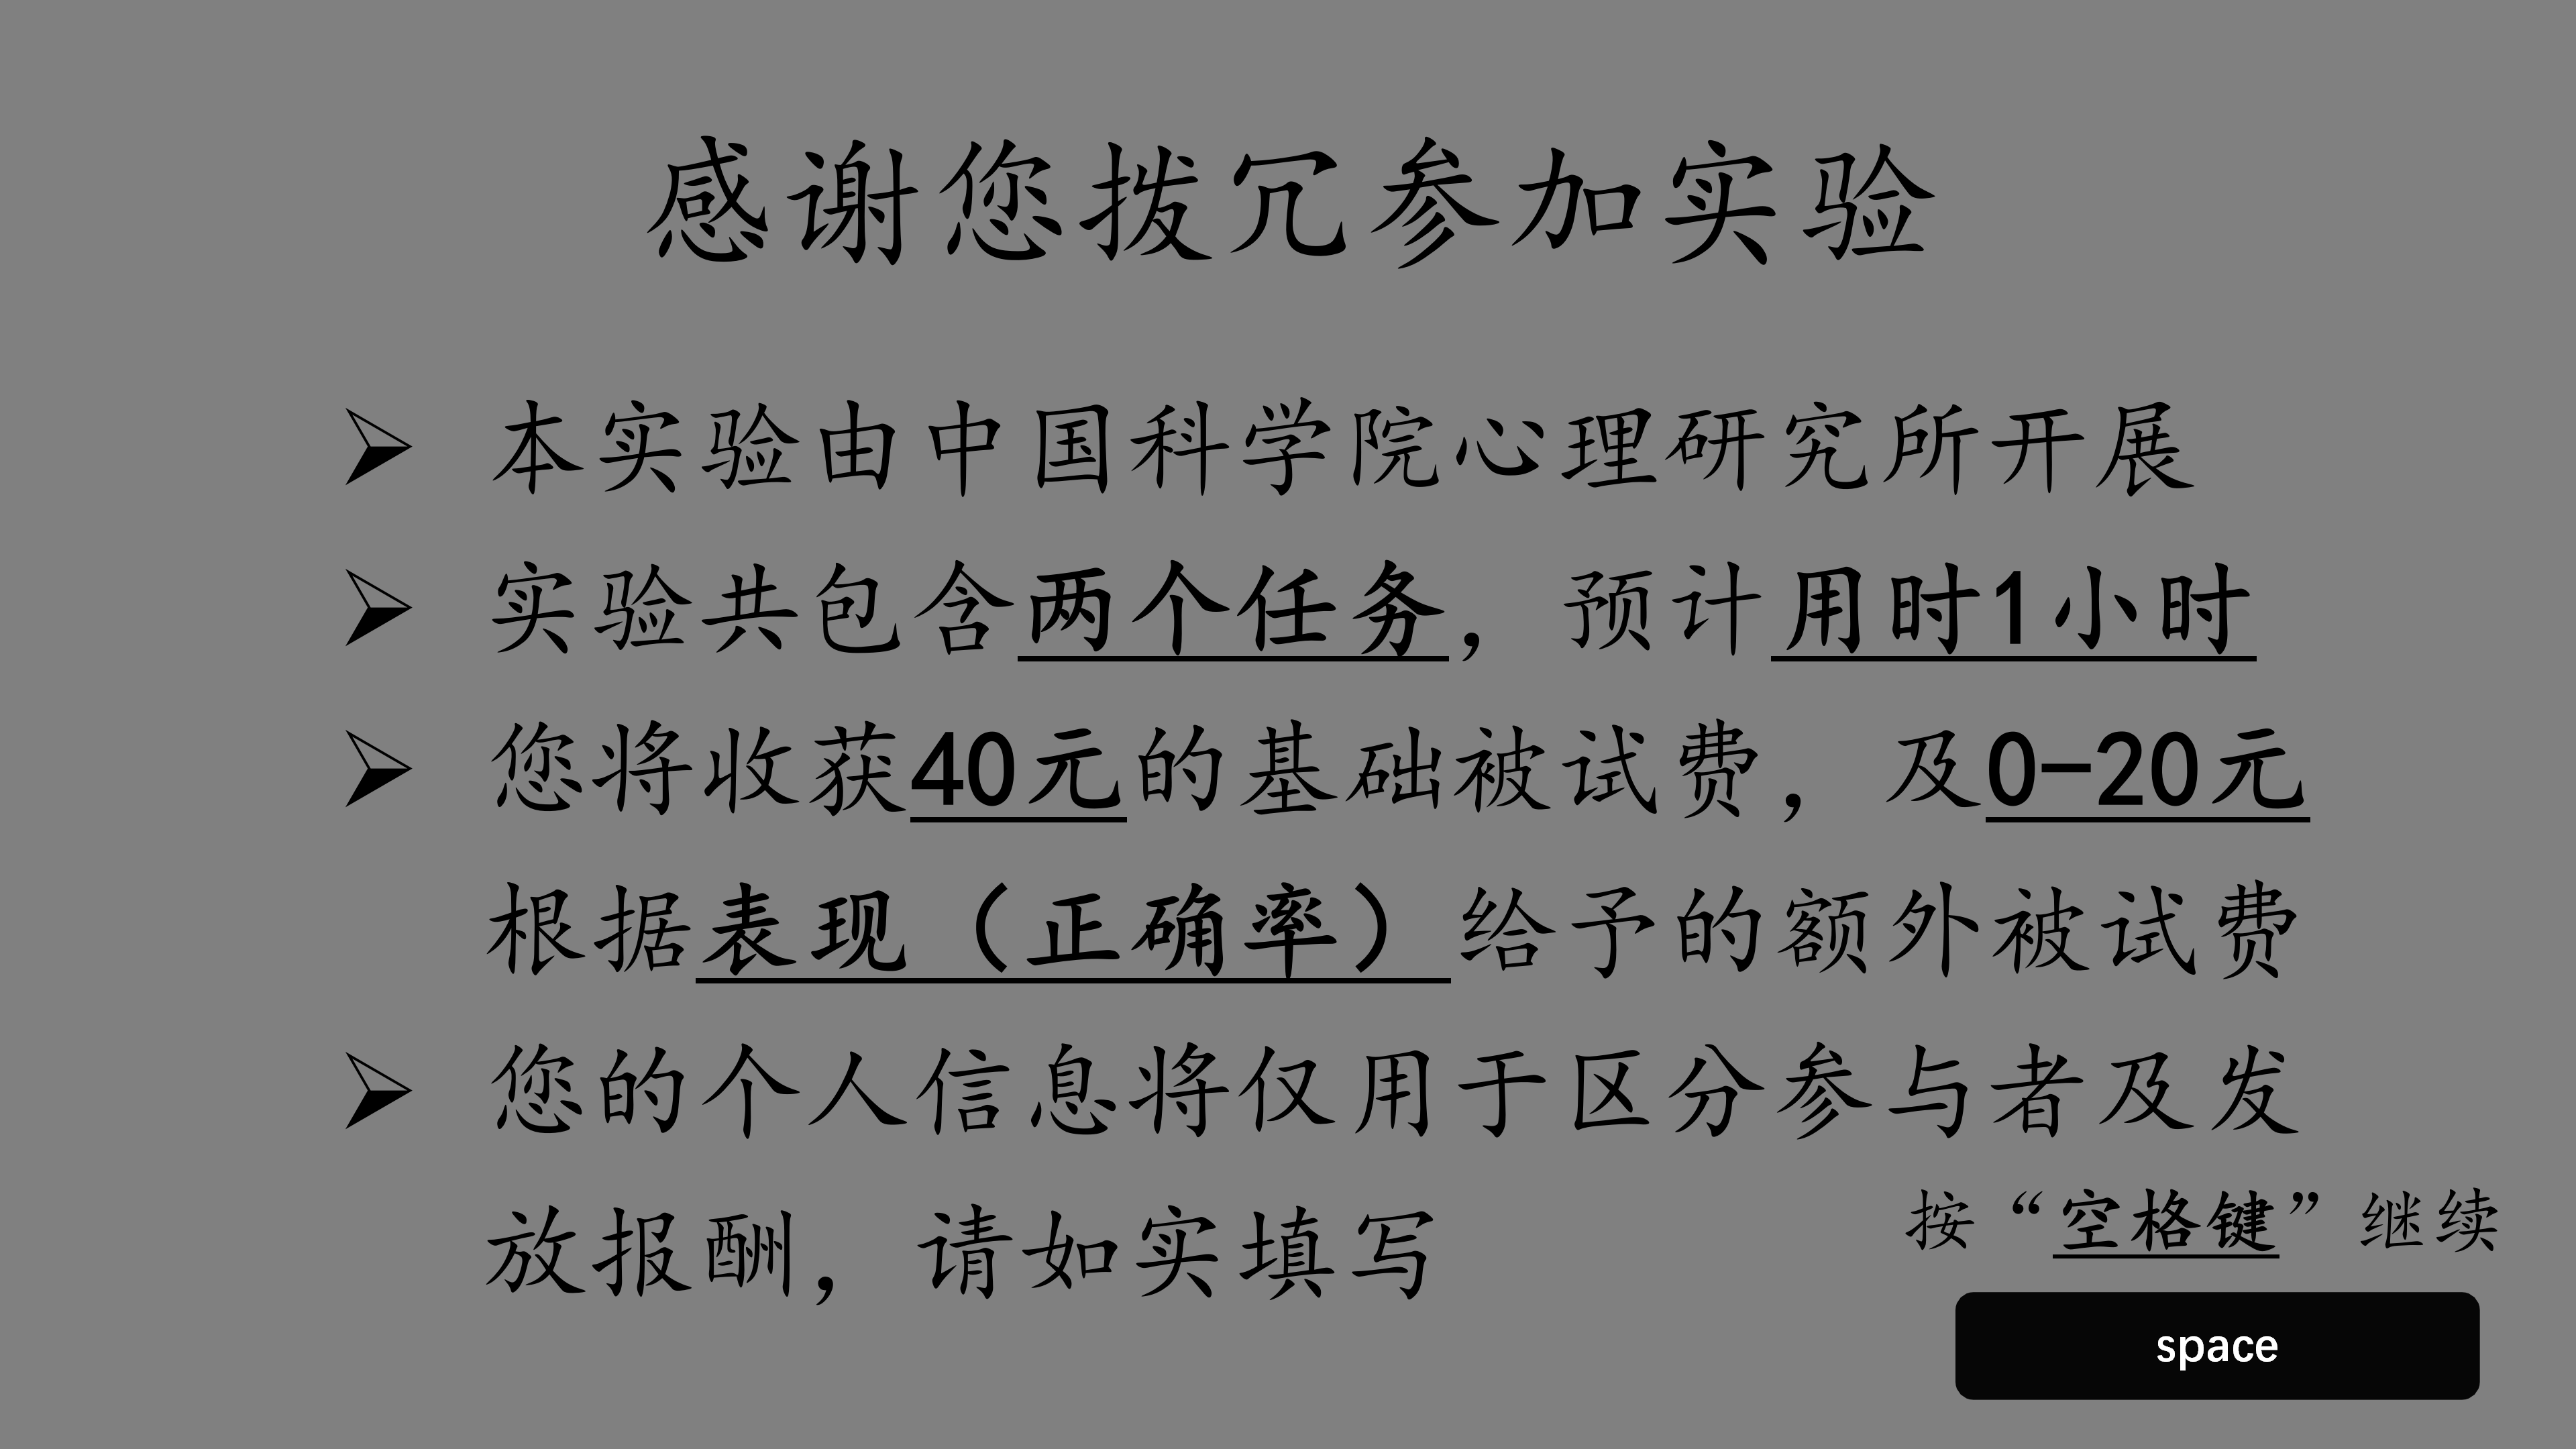 感谢您拨冗参加实验
➢ 本实验由中国科学院心理研究所开展
➢ 实验共包含两个任务，预计用时1小时
➢ 您将收获40元的基础被试费，及0-20元
根据表现（正确率）给予的额外被试费
➢ 您的个人信息将仅用于区分参与者及发
放报酬，请如实填写
按“空格键”继续
space